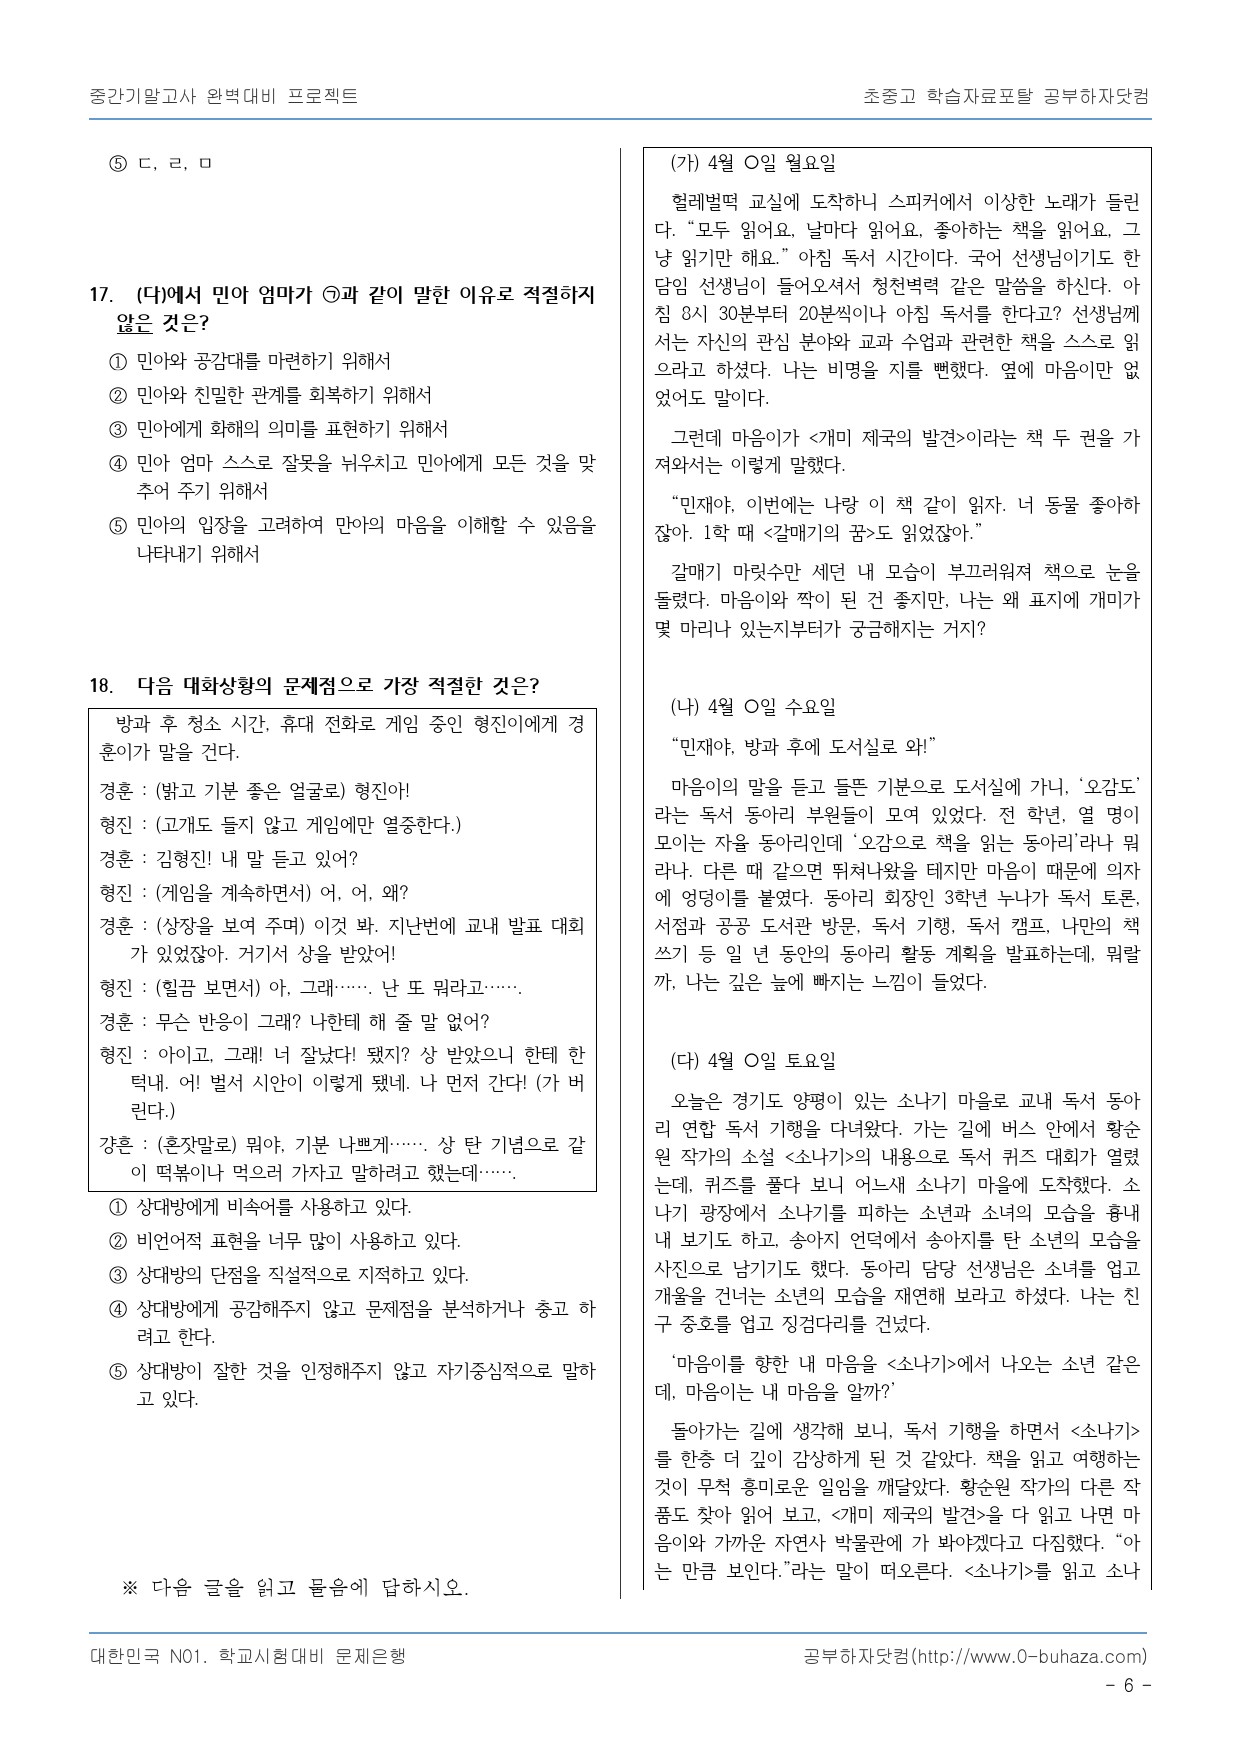 중간기말고사 완벽대비 프로젝트
초중고 학습자료포탈 공부하자닷컴
⑤ ㄷ, ㄹ, ㅁ
17. (다)에서 민아 엄마가 ㉠과 같이 말한 이유로 적절하지
않은 것은?
① 민아와 공감대를 마련하기 위해서
② 민아와 친밀한 관계를 회복하기 위해서
③ 민아에게 화해의 의미를 표현하기 위해서
④ 민아 엄마 스스로 잘못을 뉘우치고 민아에게 모든 것을 맞
추어 주기 위해서
⑤ 민아의 입장을 고려하여 만아의 마음을 이해할 수 있음을
나타내기 위해서
18. 다음 대화상황의 문제점으로 가장 적절한 것은?
방과 후 청소 시간, 휴대 전화로 게임 중인 형진이에게 경
훈이가 말을 건다.
경훈 : (밝고 기분 좋은 얼굴로) 형진아!
형진 : (고개도 들지 않고 게임에만 열중한다.)
경훈 : 김형진! 내 말 듣고 있어?
형진 : (게임을 계속하면서) 어, 어, 왜?
경훈 : (상장을 보여 주며) 이것 봐. 지난번에 교내 발표 대회
가 있었잖아. 거기서 상을 받았어!
형진 : (힐끔 보면서) 아, 그래……. 난 또 뭐라고…….
경훈 : 무슨 반응이 그래? 나한테 해 줄 말 없어?
형진 : 아이고, 그래! 너 잘났다! 됐지? 상 받았으니 한테 한
턱내. 어! 벌서 시안이 이렇게 됐네. 나 먼저 간다! (가 버
린다.)
걍흔 : (혼잣말로) 뭐야, 기분 나쁘게……. 상 탄 기념으로 같
이 떡볶이나 먹으러 가자고 말하려고 했는데…….
① 상대방에게 비속어를 사용하고 있다.
② 비언어적 표현을 너무 많이 사용하고 있다.
③ 상대방의 단점을 직설적으로 지적하고 있다.
④ 상대방에게 공감해주지 않고 문제점을 분석하거나 충고 하
려고 한다.
⑤ 상대방이 잘한 것을 인정해주지 않고 자기중심적으로 말하
고 있다.
※ 다음 글을 읽고 물음에 답하시오.
(가) 4월 ○일 월요일
헐레벌떡 교실에 도착하니 스피커에서 이상한 노래가 들린
다. “모두 읽어요, 날마다 읽어요, 좋아하는 책을 읽어요, 그
냥 읽기만 해요.” 아침 독서 시간이다. 국어 선생님이기도 한
담임 선생님이 들어오셔서 청천벽력 같은 말씀을 하신다. 아
침 8시 30분부터 20분씩이나 아침 독서를 한다고? 선생님께
서는 자신의 관심 분야와 교과 수업과 관련한 책을 스스로 읽
으라고 하셨다. 나는 비명을 지를 뻔했다. 옆에 마음이만 없
었어도 말이다.
그런데 마음이가 <개미 제국의 발견>이라는 책 두 권을 가
져와서는 이렇게 말했다.
“민재야, 이번에는 나랑 이 책 같이 읽자. 너 동물 좋아하
잖아. 1학 때 <갈매기의 꿈>도 읽었잖아.”
갈매기 마릿수만 세던 내 모습이 부끄러워져 책으로 눈을
돌렸다. 마음이와 짝이 된 건 좋지만, 나는 왜 표지에 개미가
몇 마리나 있는지부터가 궁금해지는 거지?
(나) 4월 ○일 수요일
“민재야, 방과 후에 도서실로 와!”
마음이의 말을 듣고 들뜬 기분으로 도서실에 가니, ‘오감도’
라는 독서 동아리 부원들이 모여 있었다. 전 학년, 열 명이
모이는 자율 동아리인데 ‘오감으로 책을 읽는 동아리’라나 뭐
라나. 다른 때 같으면 뛰쳐나왔을 테지만 마음이 때문에 의자
에 엉덩이를 붙였다. 동아리 회장인 3학년 누나가 독서 토론,
서점과 공공 도서관 방문, 독서 기행, 독서 캠프, 나만의 책
쓰기 등 일 년 동안의 동아리 활동 계획을 발표하는데, 뭐랄
까, 나는 깊은 늪에 빠지는 느낌이 들었다.
(다) 4월 ○일 토요일
오늘은 경기도 양평이 있는 소나기 마을로 교내 독서 동아
리 연합 독서 기행을 다녀왔다. 가는 길에 버스 안에서 황순
원 작가의 소설 <소나기>의 내용으로 독서 퀴즈 대회가 열렸
는데, 퀴즈를 풀다 보니 어느새 소나기 마을에 도착했다. 소
나기 광장에서 소나기를 피하는 소년과 소녀의 모습을 흉내
내 보기도 하고, 송아지 언덕에서 송아지를 탄 소년의 모습을
사진으로 남기기도 했다. 동아리 담당 선생님은 소녀를 업고
개울을 건너는 소년의 모습을 재연해 보라고 하셨다. 나는 친
구 중호를 업고 징검다리를 건넜다.
‘마음이를 향한 내 마음을 <소나기>에서 나오는 소년 같은
데, 마음이는 내 마음을 알까?’
돌아가는 길에 생각해 보니, 독서 기행을 하면서 <소나기>
를 한층 더 깊이 감상하게 된 것 같았다. 책을 읽고 여행하는
것이 무척 흥미로운 일임을 깨달았다. 황순원 작가의 다른 작
품도 찾아 읽어 보고, <개미 제국의 발견>을 다 읽고 나면 마
음이와 가까운 자연사 박물관에 가 봐야겠다고 다짐했다. “아
는 만큼 보인다.”라는 말이 떠오른다. <소나기>를 읽고 소나
대한민국 N01. 학교시험대비 문제은행
공부하자닷컴(http://www.0-buhaza.com)
- 6 -